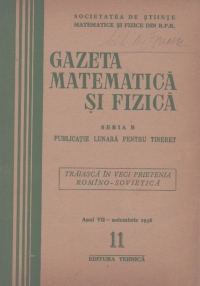 SOCIETATEA DE ȘTIINȚE
MATEMATICE ȘI FIZICE DIN R.P.R.
GAZETA
MATEMATICĂ
ȘI FIZICĂ
SERIA B
PUBLICAȚIE LUNARĂ PENTRU TINERET
TRĂIASCĂ ÎN VECI PRIETENIA
ROMÎNO-SOVIETICĂ
Anul VII - noiembrie 1956
11
EDITURA TEHNICĂ